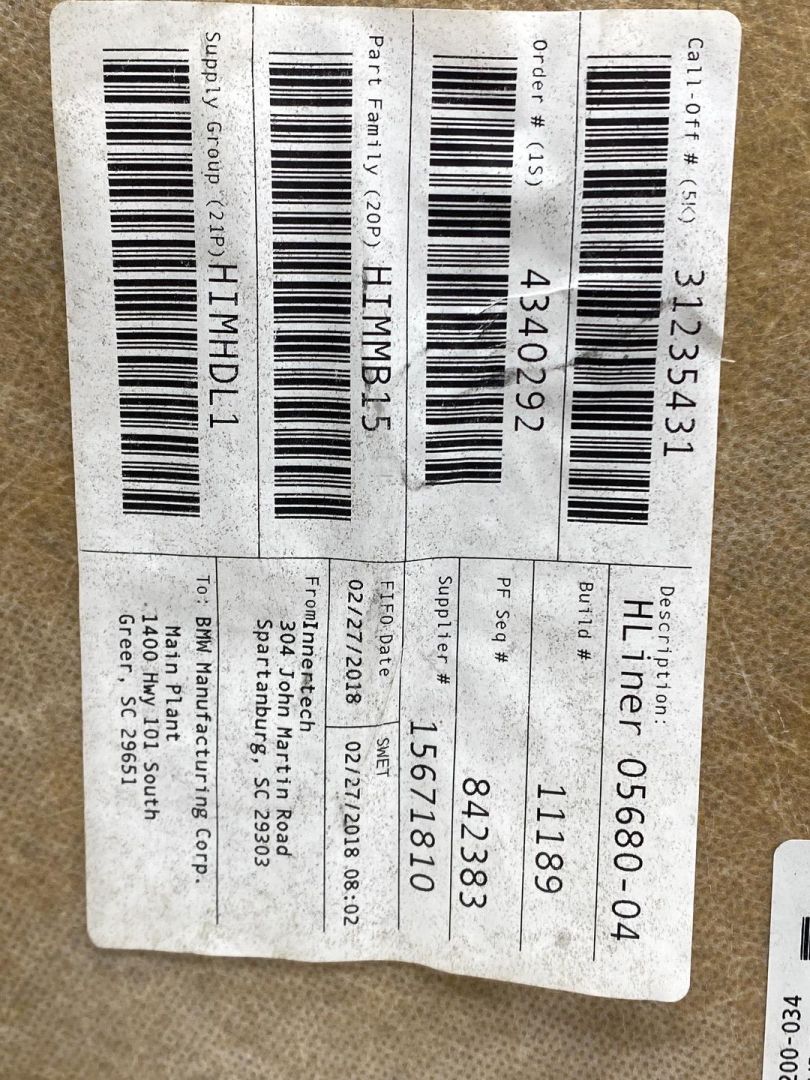 Call-Off # (5K) 31235431
Order # (1S) 4340292
Part Family (20P) HIMMB15
Supply Group (21P) HIMHDL1
Description:
HLiner 05680-04
Build # 11189
PF Seq # 842383
Supplier # 15671810
FIFO Date
02/27/2018
SWET
02/27/2018 08:02
FromInnertech
304 John Martin Road
Spartanburg, SC 29303
To: BMW Manufacturing Corp.
Main Plant
1400 Hwy 101 South
Greer, SC 29651
00-034